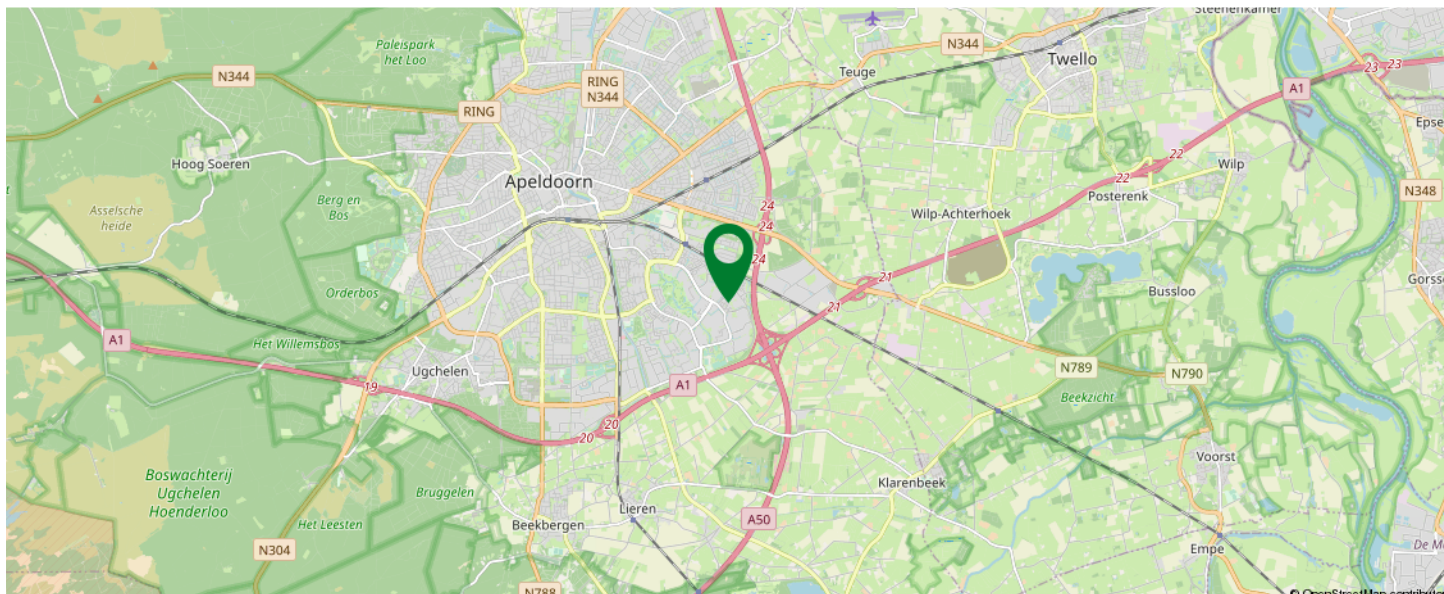 Steenenkamer
Paleispark
het Loo
N344
Twello
N344
RING
N344
Teuge
23
23
A1
RING
Epse
Hoog Soeren
22
22
Wilp
Apeldoorn
Berg en
Bos
Asselsche
heide
N348
Posterenk
Wilp-Achterhoek
24
24
24
21
21
Gorss
Orderbos
Bussloo
A1
Het Willemsbos
Ugchelen
19
A1
N789
N790
Beekzicht
20
20
Voorst
Boswachterij
Ugchelen
Hoenderloo
Bruggelen
Klarenbeek
Lieren
A50
Het Leesten
Beekbergen
N304
Empe
De M
N788
© OpenStreetMap contributor